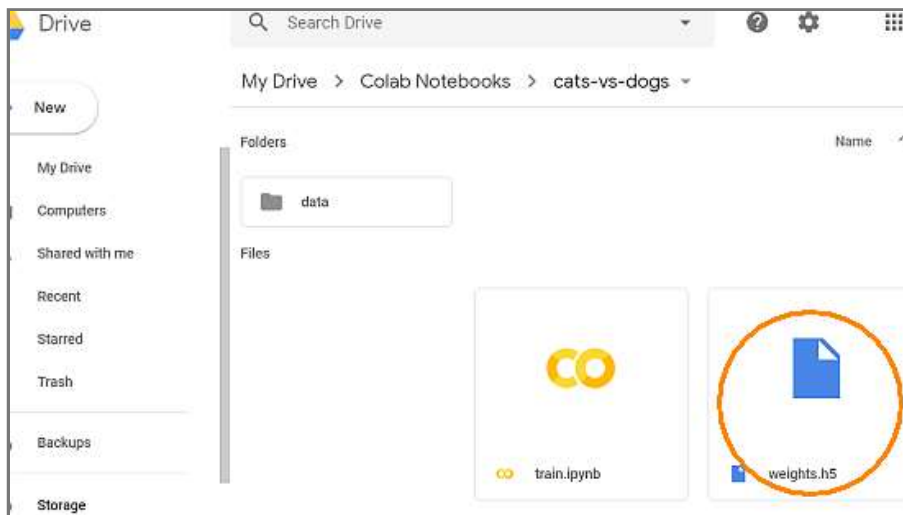 Drive
Search Drive
My Drive > Colab Notebooks > cats-vs-dogs
New
Folders
Name
My Drive
data
Computers
Shared with me
Files
Recent
Starred
Trash
CO
Backups
CO train.ipynb
weights.h5
Storage